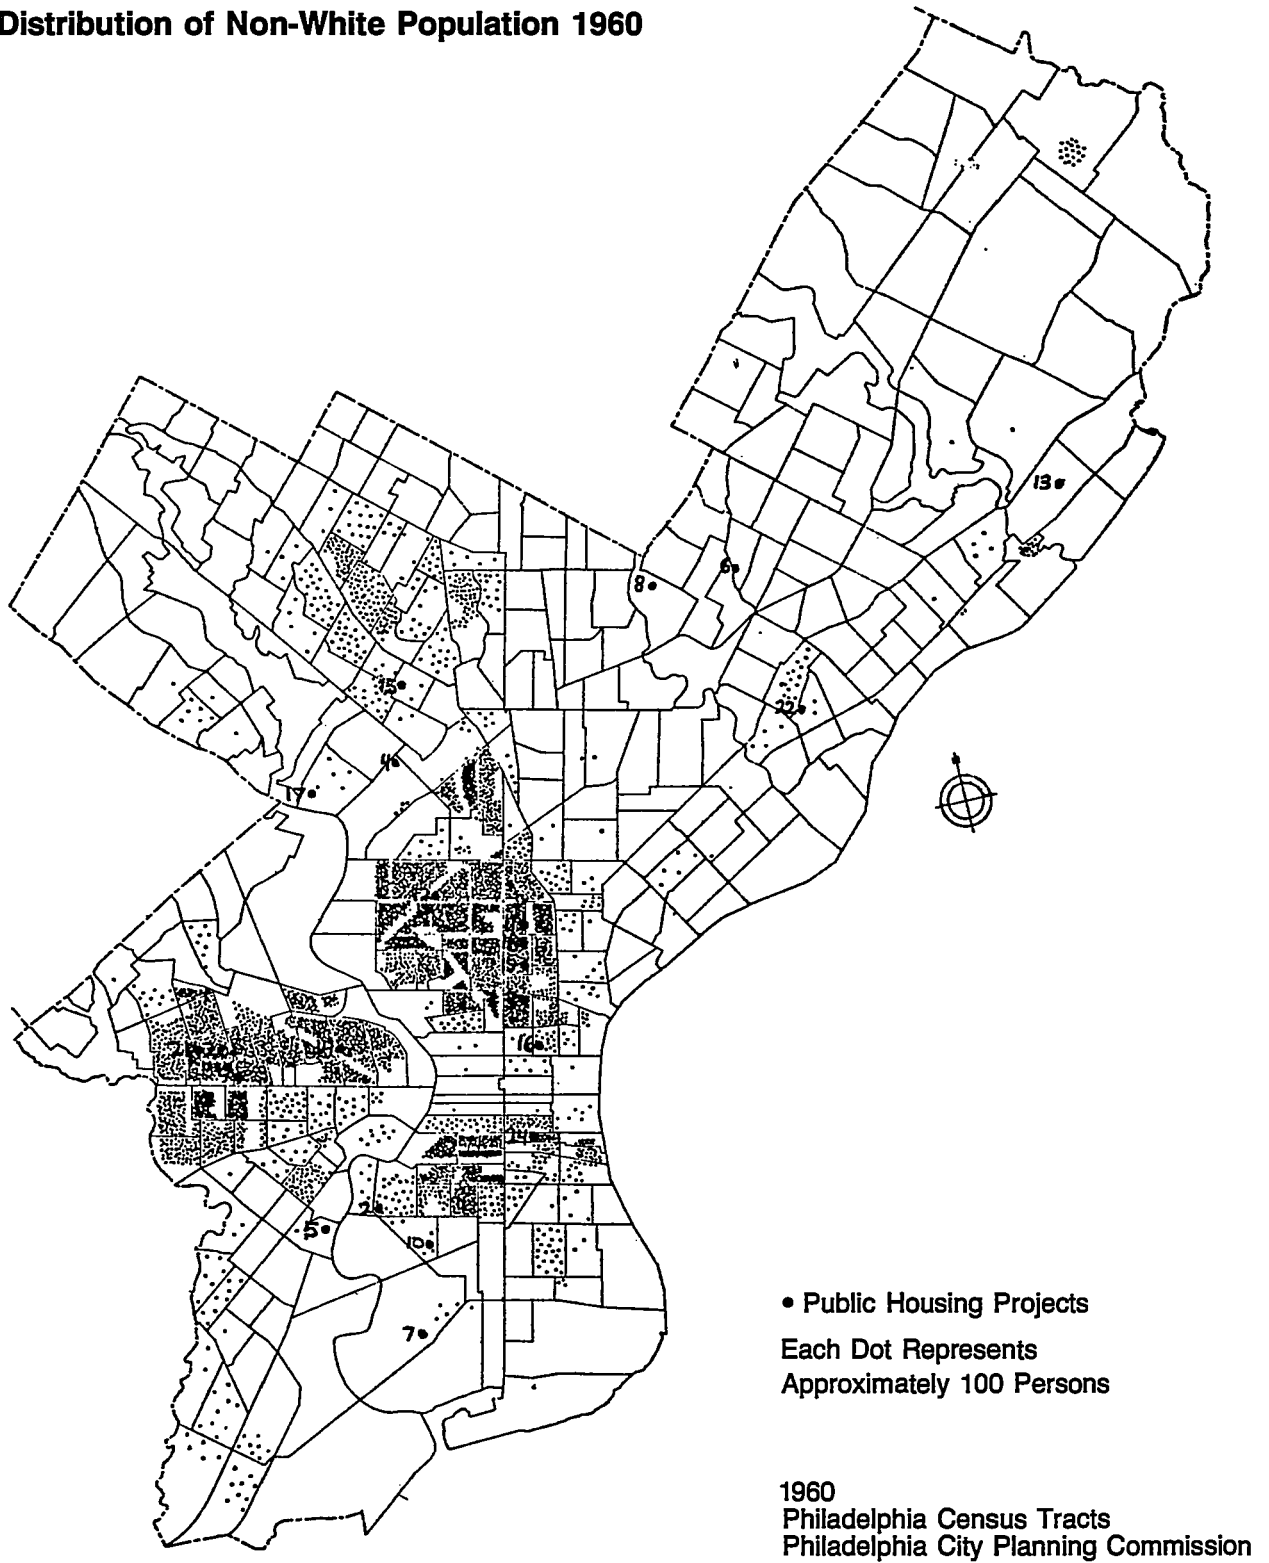 Distribution of Non-White Population 1960
13
6
8
15
22
4
17
16
24
2
5
10
7
• Public Housing Projects
Each Dot Represents
Approximately 100 Persons
1960
Philadelphia Census Tracts
Philadelphia City Planning Commission